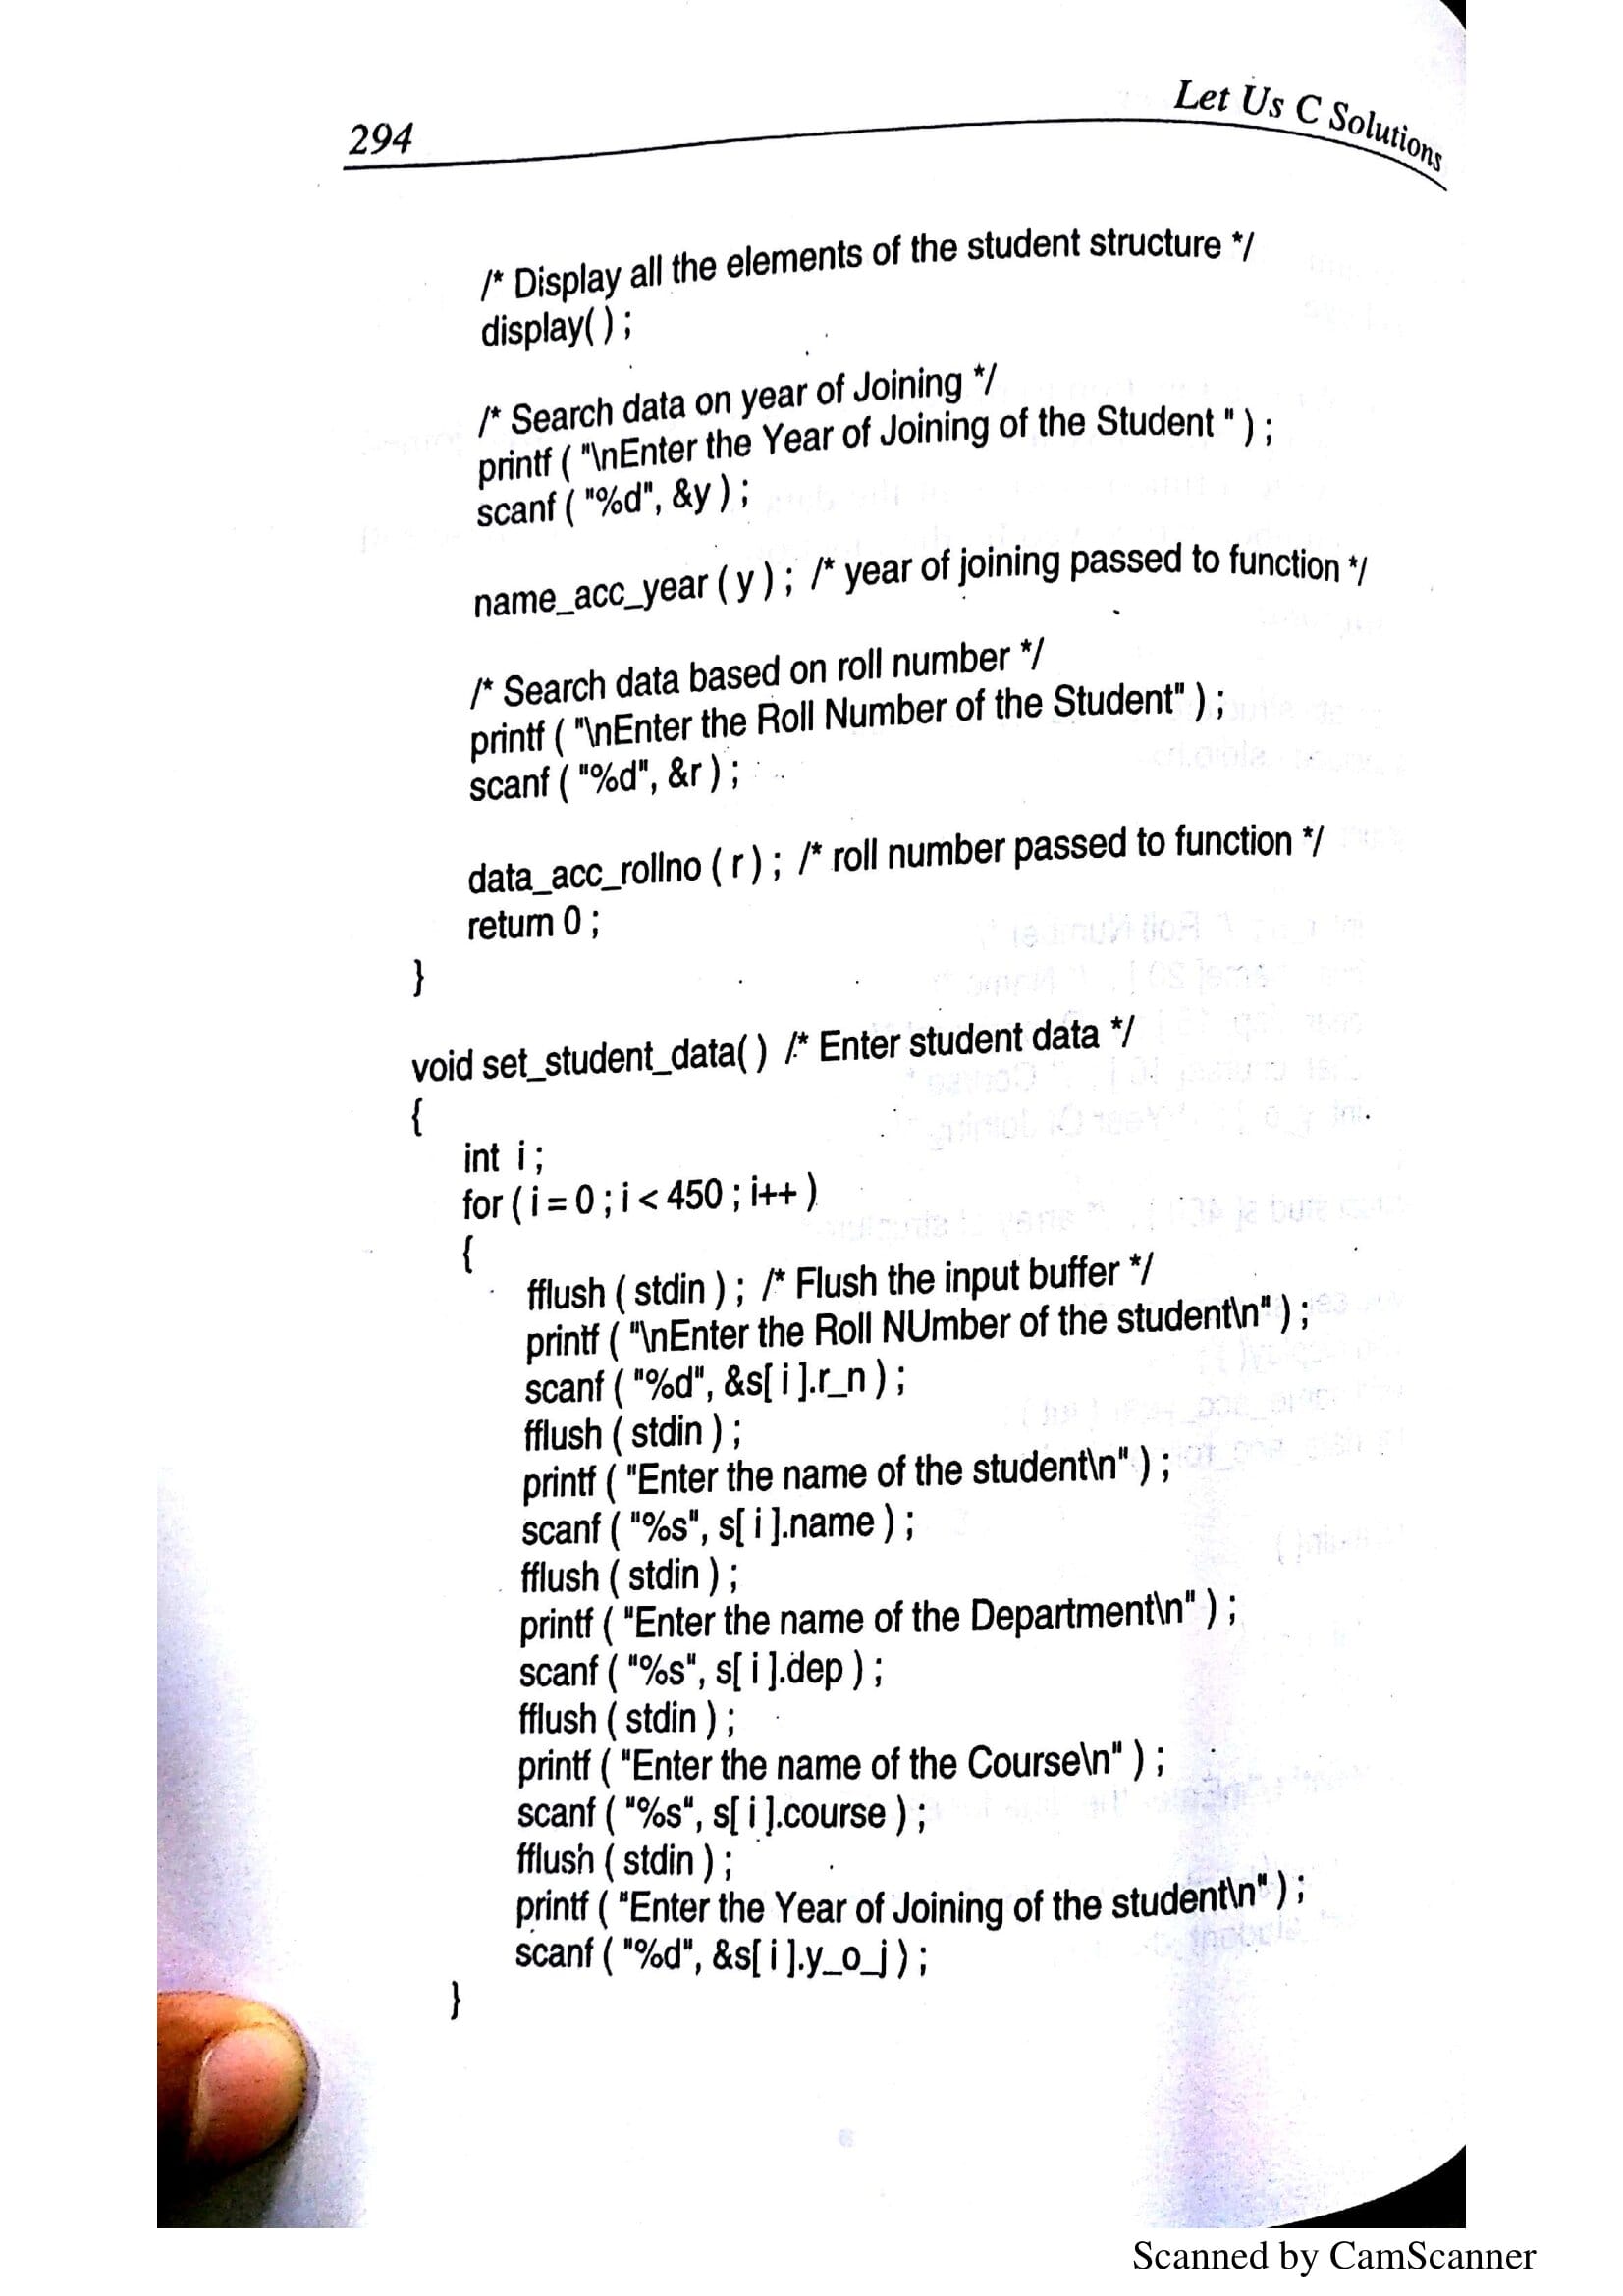 294
Let Us C Solutions
/* Display all the elements of the student structure */
display( ) ;
/* Search data on year of Joining */
printf ( "\nEnter the Year of Joining of the Student " ) ;
scanf ( "%d", &y ) ;
name_acc_year ( y ) ; /* year of joining passed to function */
/* Search data based on roll number */
printf ( "\nEnter the Roll Number of the Student" ) ;
scanf ( "%d", &r ) ;
data_acc_rollno ( r ) ; /* roll number passed to function */
return 0 ;
}
void set_student_data( ) /* Enter student data */
{
int i ;
for ( i = 0 ; i < 450 ; i++ )
{
fflush ( stdin ) ; /* Flush the input buffer */
printf ( "\nEnter the Roll NUmber of the student\n" ) ;
scanf ( "%d", &s[ i ].r_n ) ;
fflush ( stdin ) ;
printf ( "Enter the name of the student\n" ) ;
scanf ( "%s", s[ i ].name ) ;
fflush ( stdin ) ;
printf ( "Enter the name of the Department\n" ) ;
scanf ( "%s", s[ i ].dep ) ;
fflush ( stdin ) ;
printf ( "Enter the name of the Course\n" ) ;
scanf ( "%s", s[ i ].course ) ;
fflush ( stdin ) ;
printf ( "Enter the Year of Joining of the student\n" ) ;
scanf ( "%d", &s[ i ].y_o_j ) ;
}
Scanned by CamScanner